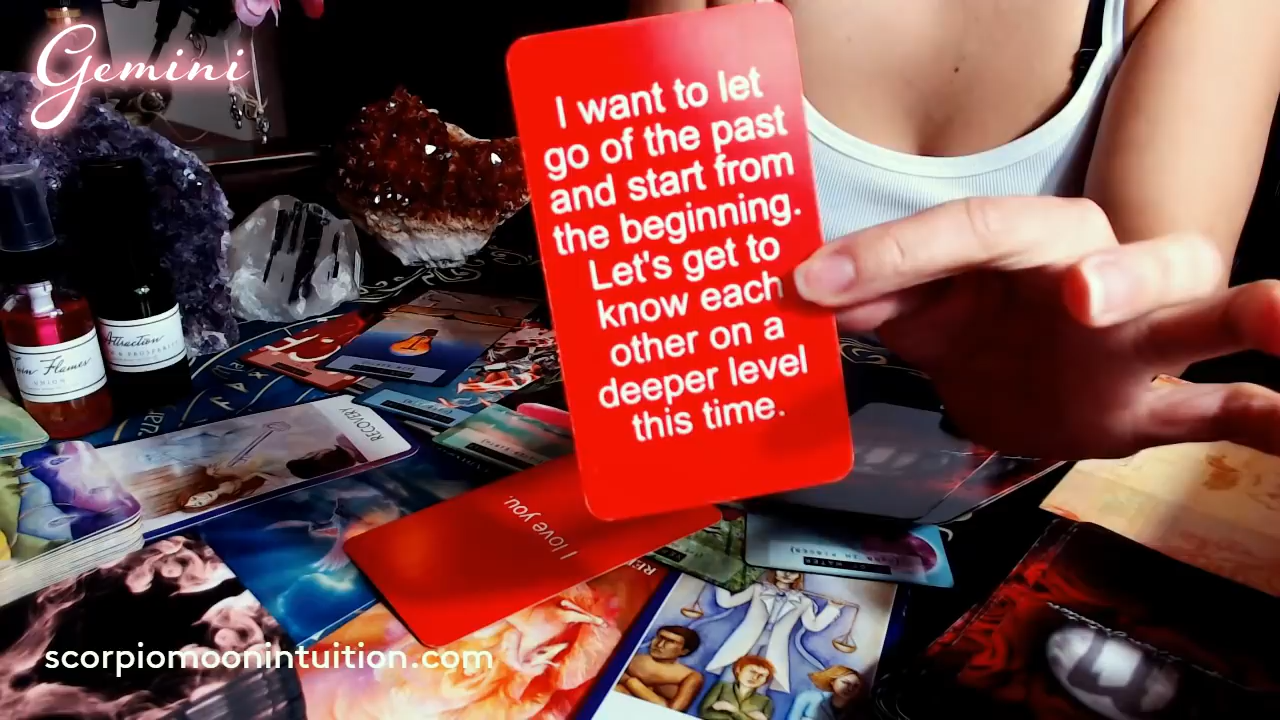 Gemini
I want to let
go of the past
and start from
the beginning.
Let's get to
know each
other on a
deeper level
this time.
Attraction
Twin Flames
UNION
RECOVERY
I love you.
scorpiomoonintuition.com